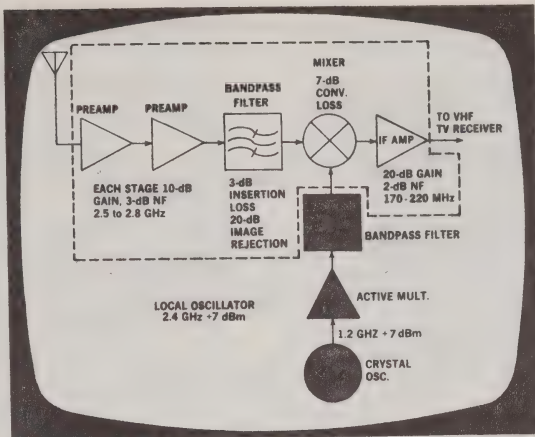 MIXER
7-dB
CONV.
LOSS
BANDPASS
FILTER
PREAMP
PREAMP
TO VHF
TV RECEIVER
IF AMP
EACH STAGE 10-dB
GAIN, 3-dB NF
2.5 to 2.8 GHz
3-dB
INSERTION
LOSS
20-dB
IMAGE
REJECTION
20-dB GAIN
2-dB NF
170-220 MHz
BANDPASS FILTER
LOCAL OSCILLATOR
2.4 GHz +7 dBm
ACTIVE MULT.
1.2 GHZ +7 dBm
CRYSTAL
OSC.